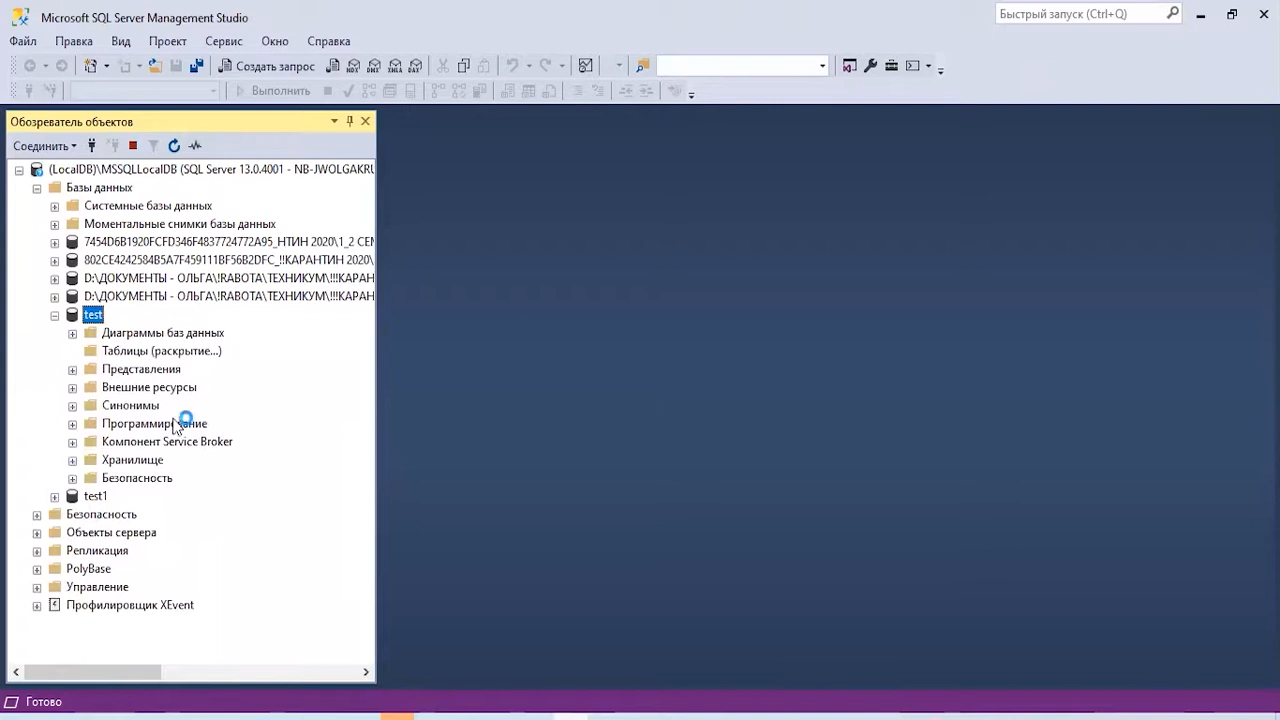 Microsoft SQL Server Management Studio
Быстрый запуск (Ctrl+Q)
Файл Правка Вид Проект Сервис Окно Справка
Создать запрос
Выполнить
Обозреватель объектов
Соединить
(LocalDB)\MSSQLLocalDB (SQL Server 13.0.4001 - NB-JWOLGAKRU
Базы данных
Системные базы данных
Моментальные снимки базы данных
7454D6B1920FCFD346F4837724772A95_НТИН 2020\1_2 СЕМ
802CE4242584B5A7F459111BF56B2DFC_!!КАРАНТИН 2020\
D:\ДОКУМЕНТЫ - ОЛЬГА\!RАВОТА\ТЕХНИКУМ\!!!КАРАН
D:\ДОКУМЕНТЫ - ОЛЬГА\!RАВОТА\ТЕХНИКУМ\!!!КАРАН
test
Диаграммы баз данных
Таблицы (раскрытие...)
Представления
Внешние ресурсы
Синонимы
Программирование
Компонент Service Broker
Хранилище
Безопасность
test1
Безопасность
Объекты сервера
Репликация
PolyBase
Управление
Профилировщик XEvent
Готово